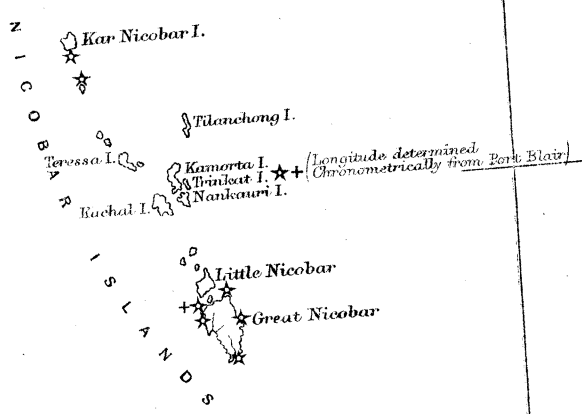 NICOBAR ISLANDS
Kar Nicobar I.
Tilanchong I.
Teressa I.
Kamorta I.
Trinkat I.
Nankauri I.
(Longitude determined
Chronometrically from Port Blair)
Kachal I.
Little Nicobar
Great Nicobar